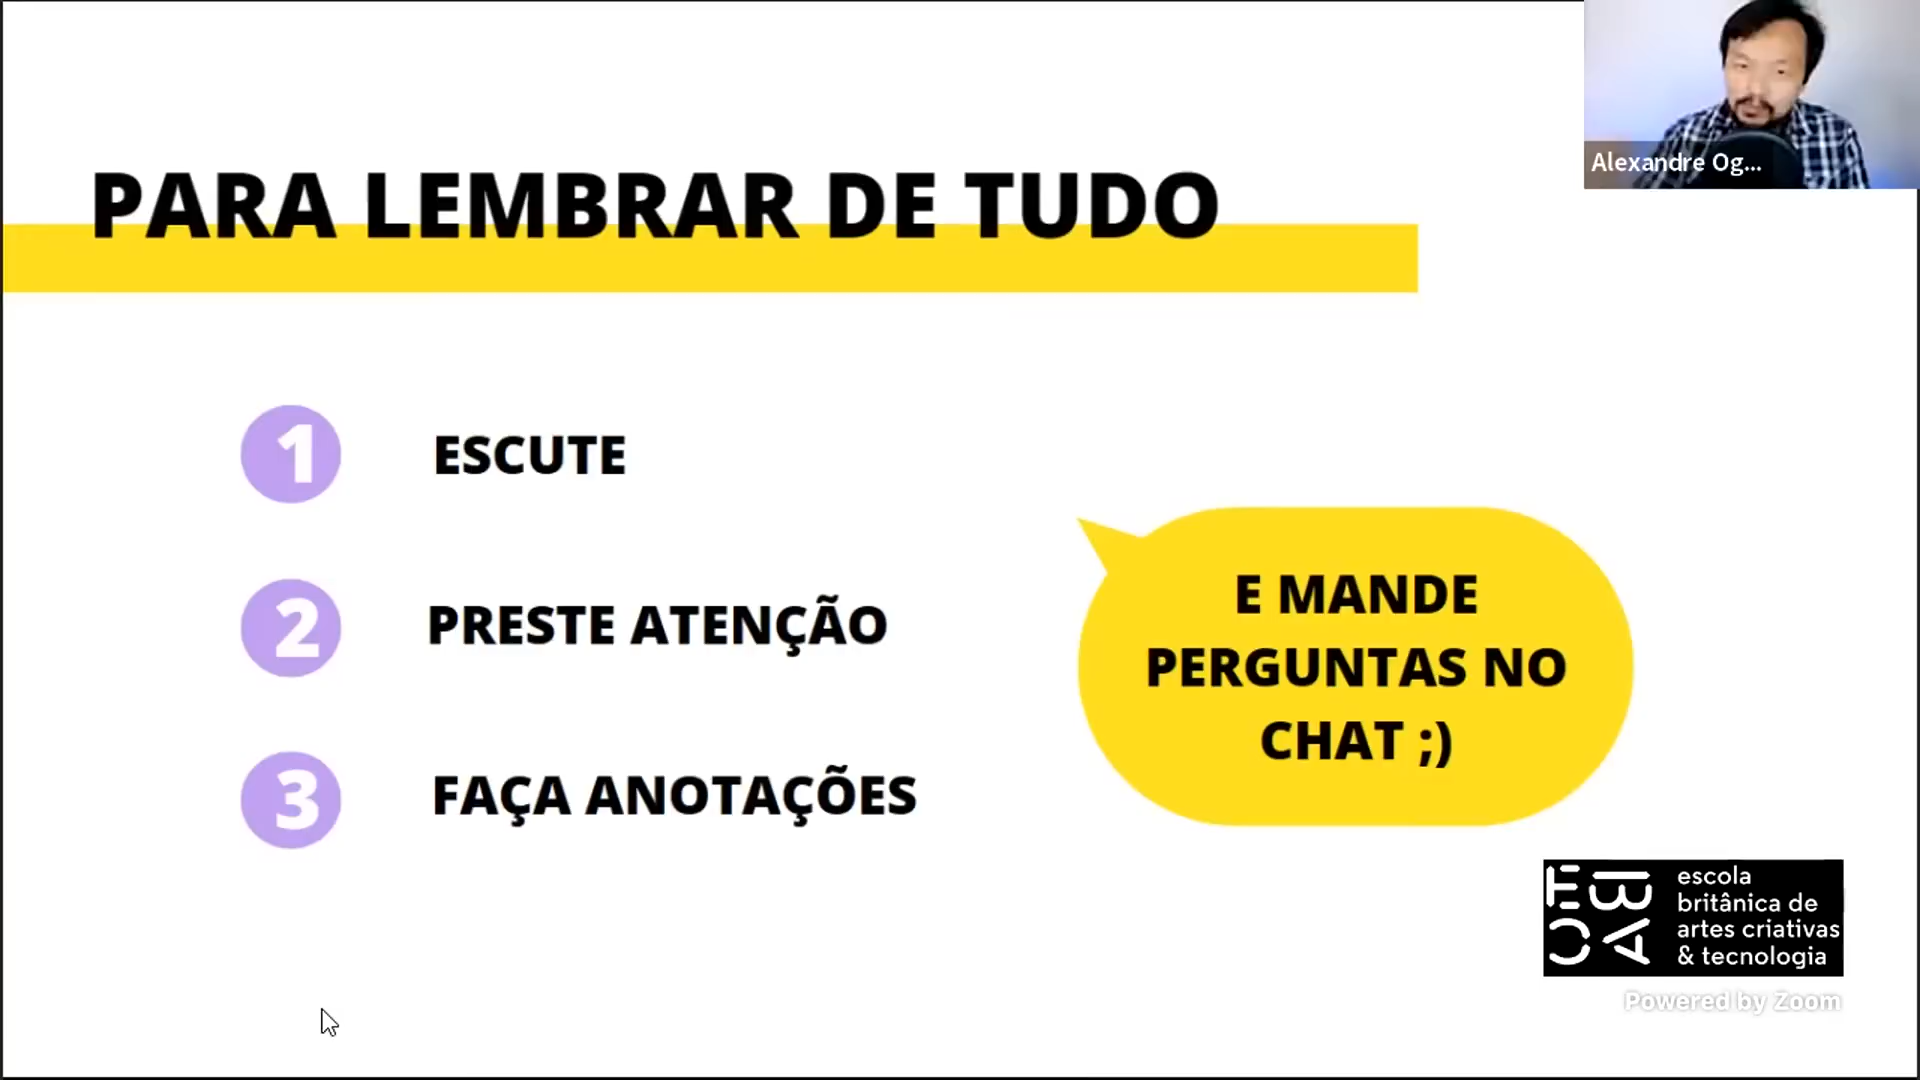 Alexandre Og...
PARA LEMBRAR DE TUDO
1 ESCUTE
2 PRESTE ATENÇÃO
3 FAÇA ANOTAÇÕES
E MANDE
PERGUNTAS NO
CHAT ;)
EBAC
escola
britânica de
artes criativas
& tecnologia
Powered by Zoom